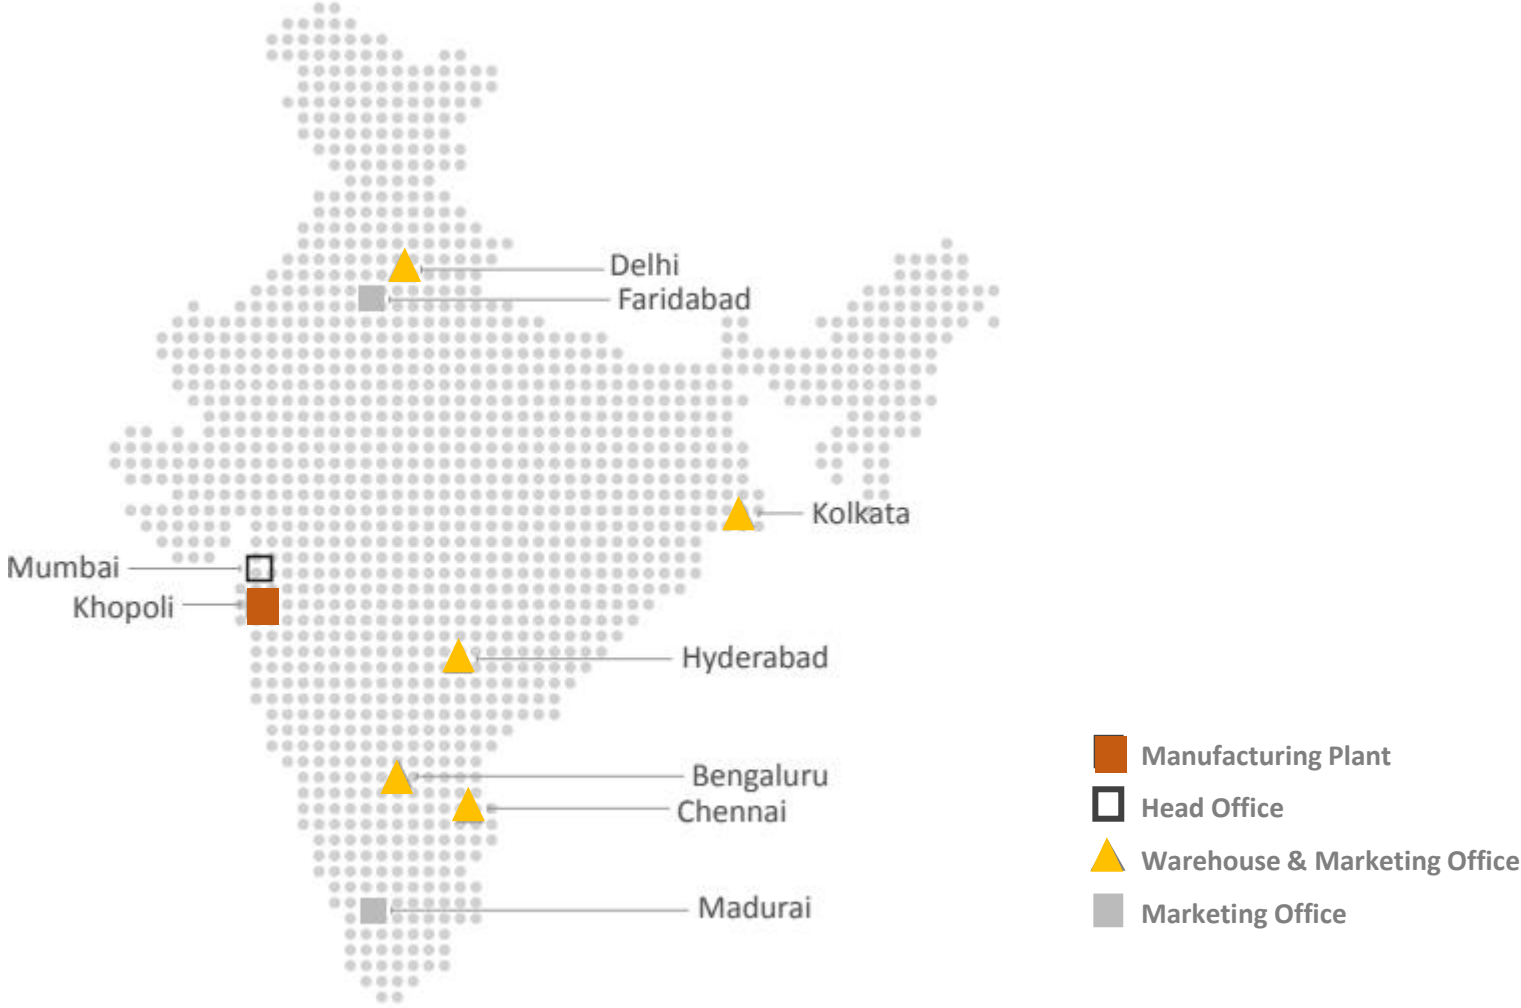 Delhi
Faridabad
Kolkata
Mumbai
Khopoli
Hyderabad
Bengaluru
Chennai
Madurai
Manufacturing Plant
Head Office
Warehouse & Marketing Office
Marketing Office